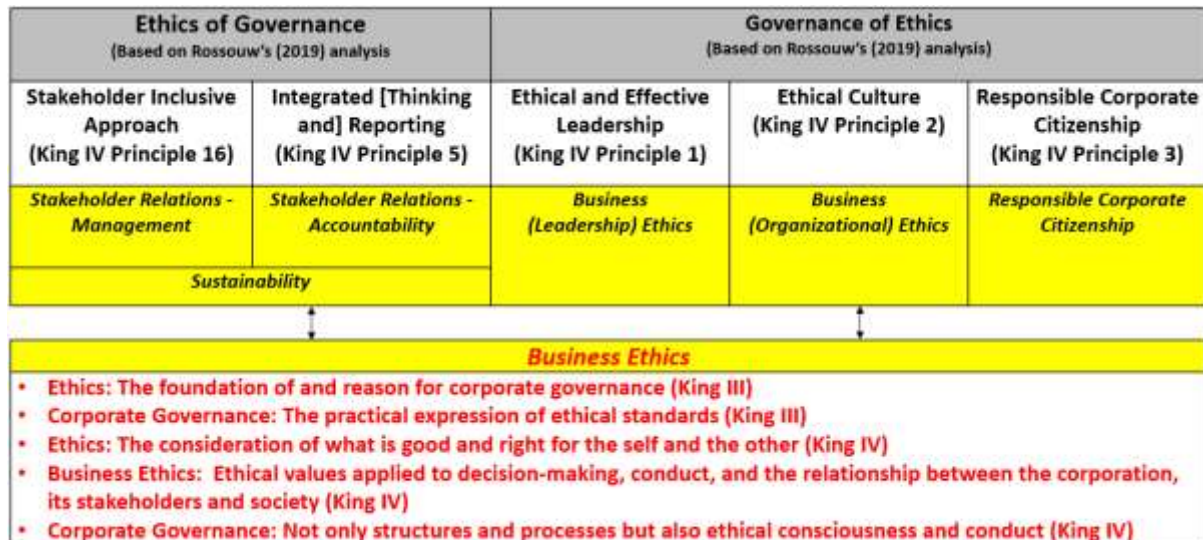 Ethics of Governance
(Based on Rossouw's (2019) analysis
Governance of Ethics
(Based on Rossouw's (2019) analysis)
Stakeholder Inclusive
Approach
(King IV Principle 16)
Integrated [Thinking
and] Reporting
(King IV Principle 5)
Ethical and Effective
Leadership
(King IV Principle 1)
Ethical Culture
(King IV Principle 2)
Responsible Corporate
Citizenship
(King IV Principle 3)
Stakeholder Relations -
Management
Stakeholder Relations -
Accountability
Business
(Leadership) Ethics
Business
(Organizational) Ethics
Responsible Corporate
Citizenship
Sustainability
Business Ethics
• Ethics: The foundation of and reason for corporate governance (King III)
• Corporate Governance: The practical expression of ethical standards (King III)
• Ethics: The consideration of what is good and right for the self and the other (King IV)
• Business Ethics: Ethical values applied to decision-making, conduct, and the relationship between the corporation,
its stakeholders and society (King IV)
• Corporate Governance: Not only structures and processes but also ethical consciousness and conduct (King IV)